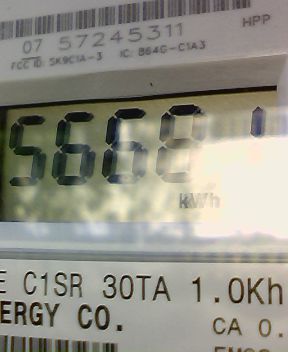 HPP
07 57245311
FCC ID: SK9C1A-3 IC: 864G-C1A3
56681
kWh
E C1SR 30TA 1.0Kh
ERGY CO.
CA 0.